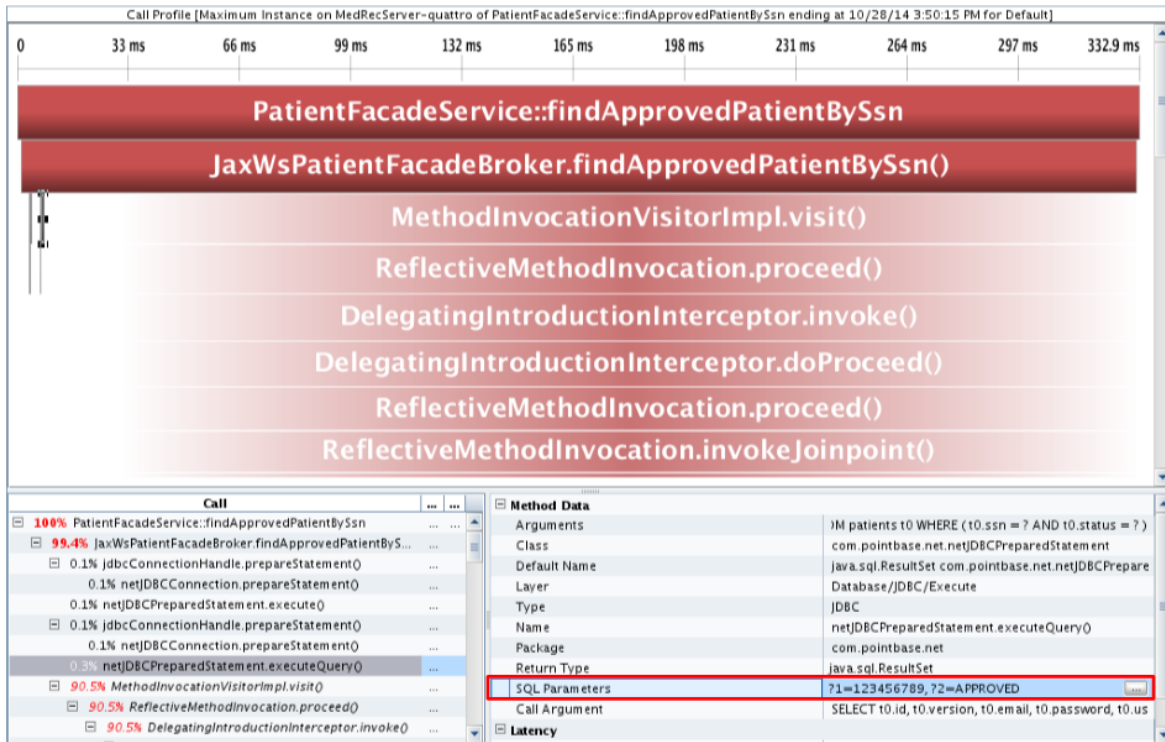 Call Profile [Maximum Instance on MedRecServer-quattro of PatientFacadeService::findApprovedPatientBySsn ending at 10/28/14 3:50:15 PM for Default]
0 33 ms 66 ms 99 ms 132 ms 165 ms 198 ms 231 ms 264 ms 297 ms 332.9 ms
PatientFacadeService::findApprovedPatientBySsn
JaxWsPatientFacadeBroker.findApprovedPatientBySsn()
MethodInvocationVisitorImpl.visit()
ReflectiveMethodInvocation.proceed()
DelegatingIntroductionInterceptor.invoke()
DelegatingIntroductionInterceptor.doProceed()
ReflectiveMethodInvocation.proceed()
ReflectiveMethodInvocation.invokeJoinpoint()
Call ... ...
100% PatientFacadeService::findApprovedPatientBySsn ... ...
99.4% JaxWsPatientFacadeBroker.findApprovedPatientByS... ...
0.1% jdbcConnectionHandle.prepareStatement() ...
0.1% netJDBCConnection.prepareStatement() ...
0.1% netJDBCPreparedStatement.execute() ...
0.1% jdbcConnectionHandle.prepareStatement() ...
0.1% netJDBCConnection.prepareStatement() ...
0.3% netJDBCPreparedStatement.executeQuery() ...
90.5% MethodInvocationVisitorImpl.visit() ...
90.5% ReflectiveMethodInvocation.proceed() ...
90.5% DelegatingIntroductionInterceptor.invoke() ...
Method Data
Arguments )M patients t0 WHERE (t0.ssn = ? AND t0.status = ? )
Class com.pointbase.net.netJDBCPreparedStatement
Default Name java.sql.ResultSet com.pointbase.net.netJDBCPrepare
Layer Database/JDBC/Execute
Type JDBC
Name netJDBCPreparedStatement.executeQuery()
Package com.pointbase.net
Return Type java.sql.ResultSet
SQL Parameters ?1=123456789, ?2=APPROVED ...
Call Argument SELECT t0.id, t0.version, t0.email, t0.password, t0.us
Latency